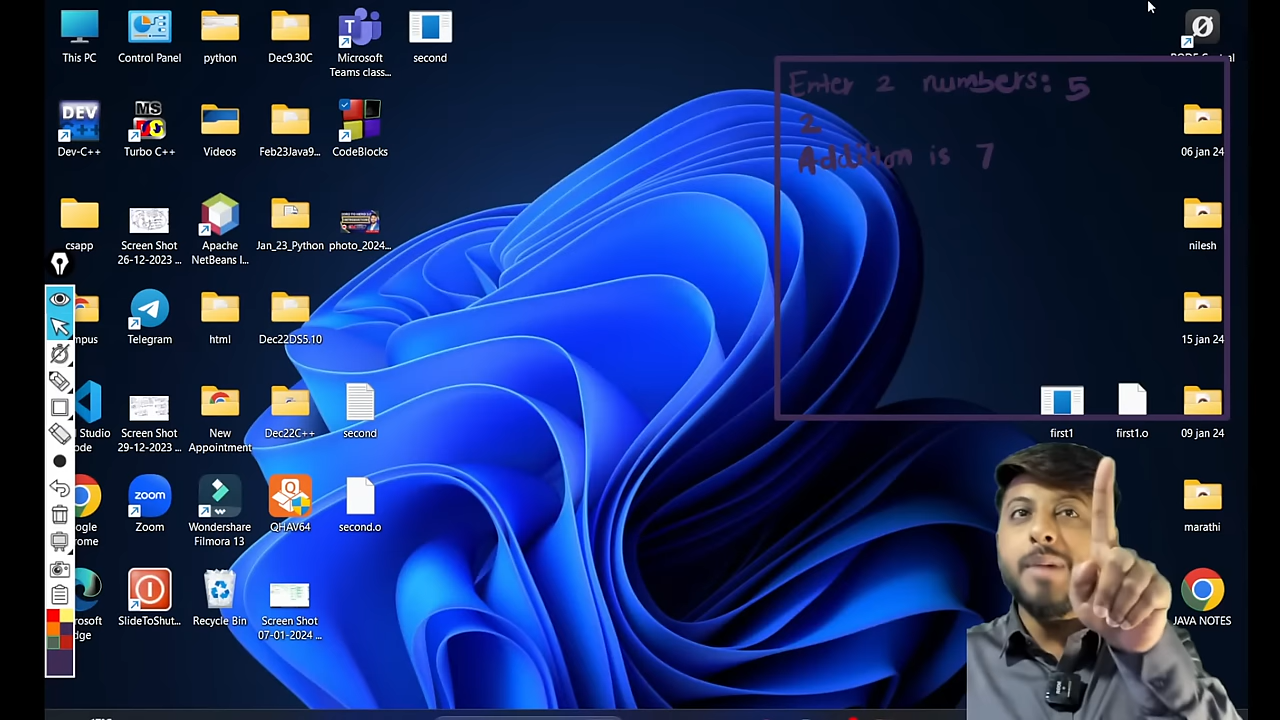 This PC
Control Panel
python
Dec9.30C
Microsoft
Teams class...
second
Enter 2 numbers: 5
2
Addition is 7
DEV
C++
MS
Dev-C++
Turbo C++
Videos
Feb23Java9...
CodeBlocks
06 jan 24
csapp
Screen Shot
26-12-2023 ...
Apache
NetBeans I...
Jan_23_Python
photo_2024...
nilesh
Telegram
html
Dec22DS5.10
15 jan 24
Screen Shot
29-12-2023 ...
New
Appointment
Dec22C++
second
first1
first1.o
09 jan 24
zoom
Zoom
Wondershare
Filmora 13
QHAV64
second.o
marathi
SlideToShut...
Recycle Bin
Screen Shot
07-01-2024 ...
JAVA NOTES